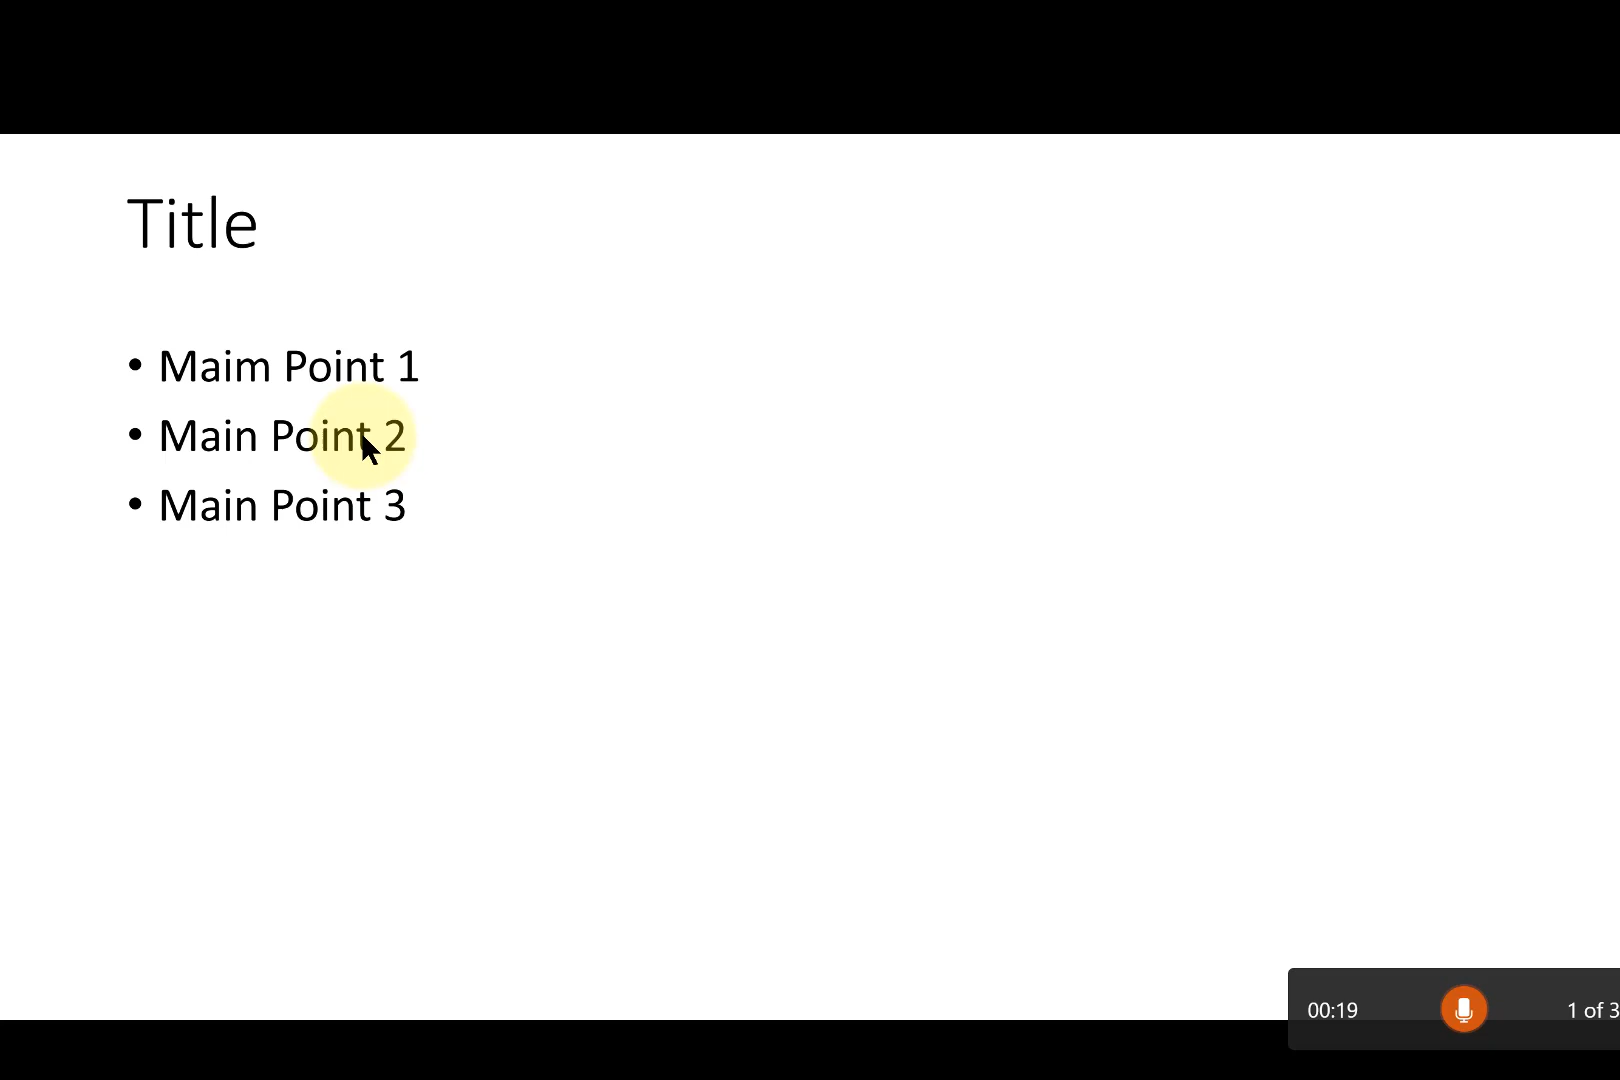 Title
• Maim Point 1
• Main Point 2
• Main Point 3
00:19
1 of 3